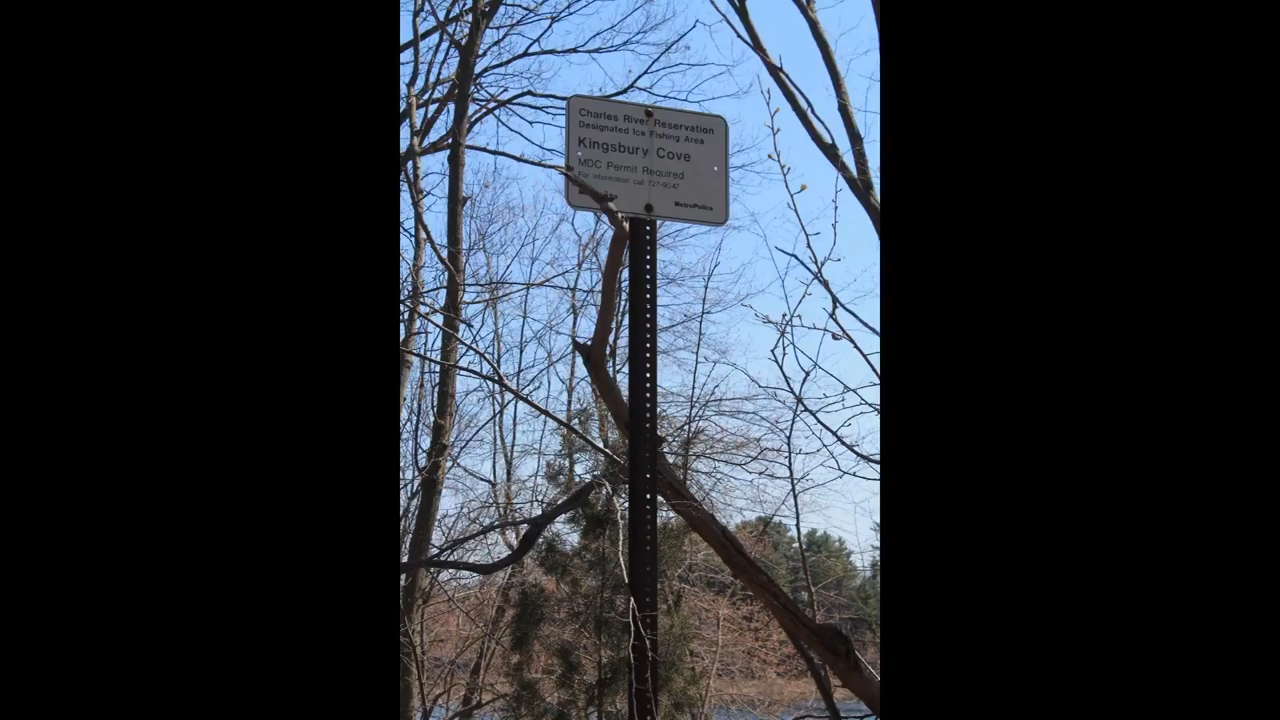 Charles River Reservation
Designated Ice Fishing Area
Kingsbury Cove
MDC Permit Required
For information call 727-9547
MetroPolice